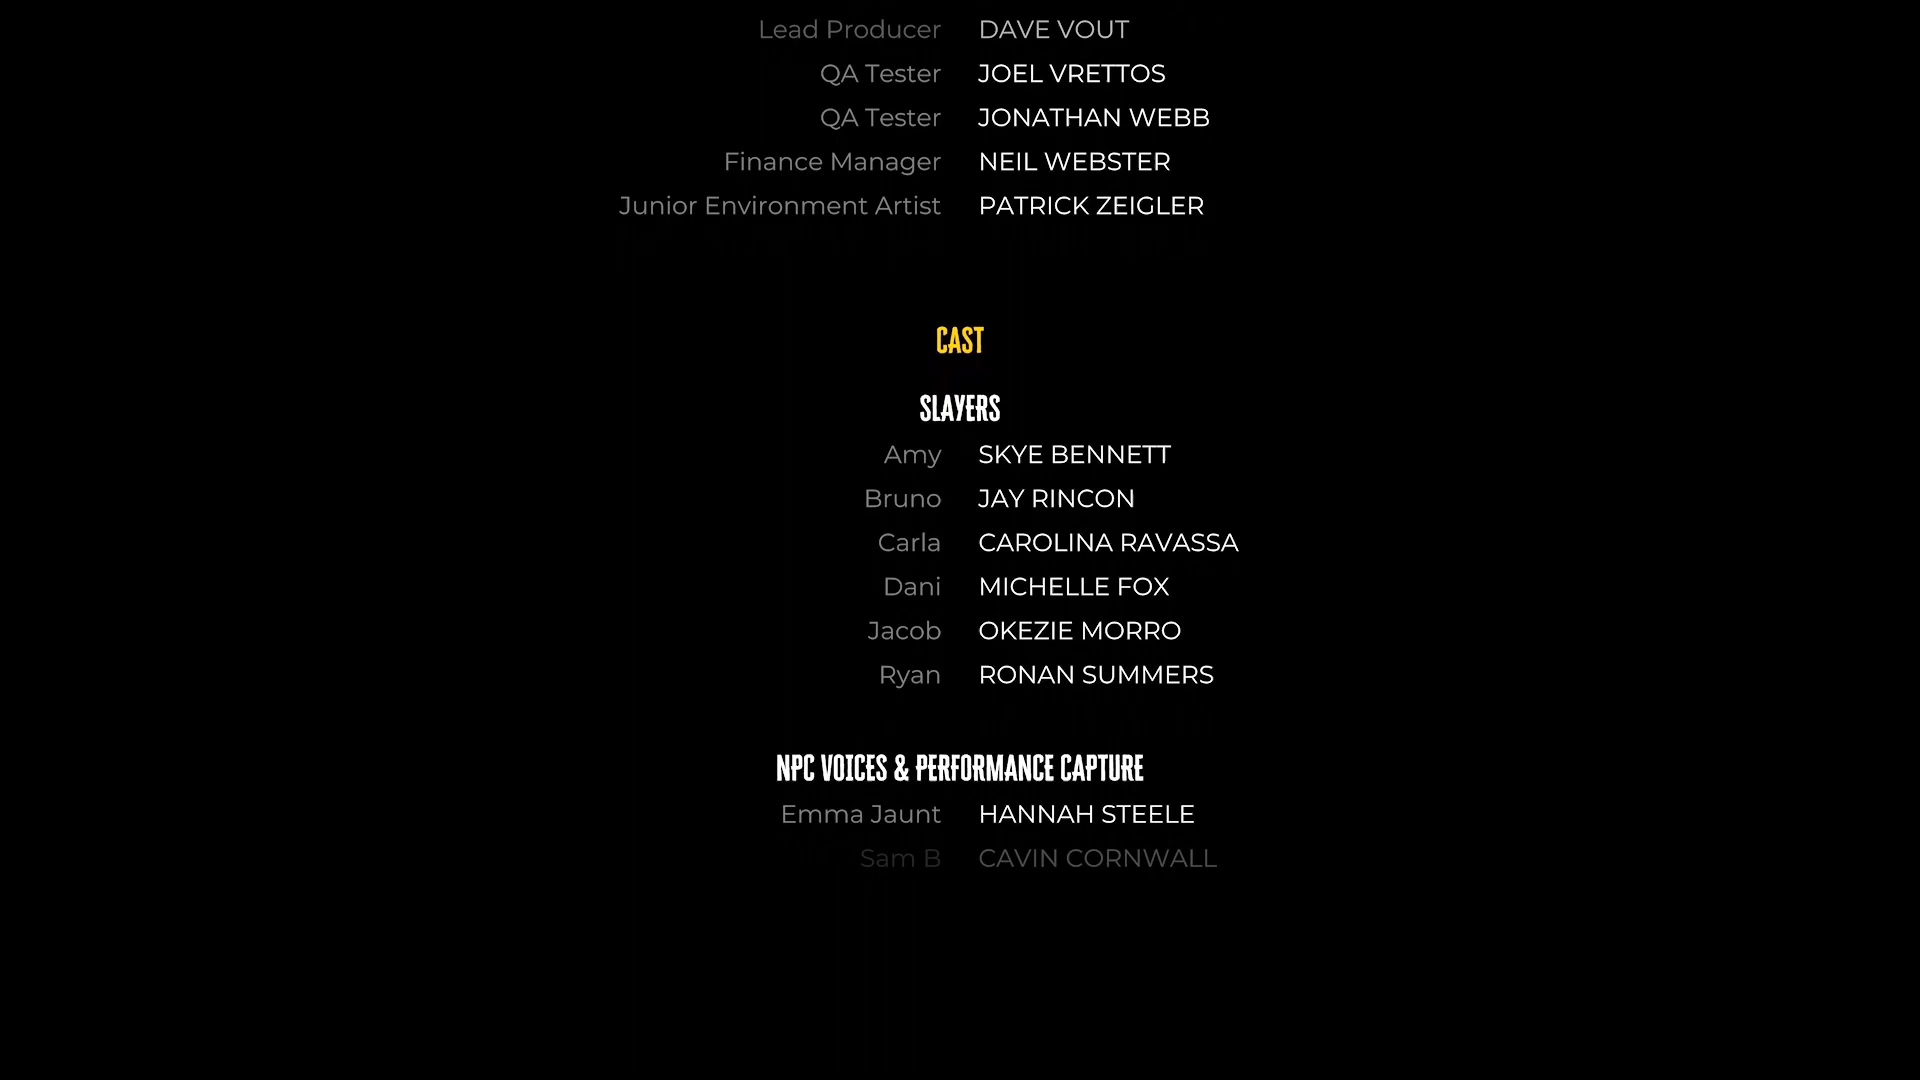 Lead Producer DAVE VOUT
QA Tester JOEL VRETTOS
QA Tester JONATHAN WEBB
Finance Manager NEIL WEBSTER
Junior Environment Artist PATRICK ZEIGLER
CAST
SLAYERS
Amy SKYE BENNETT
Bruno JAY RINCON
Carla CAROLINA RAVASSA
Dani MICHELLE FOX
Jacob OKEZIE MORRO
Ryan RONAN SUMMERS
NPC VOICES & PERFORMANCE CAPTURE
Emma Jaunt HANNAH STEELE
Sam B CAVIN CORNWALL